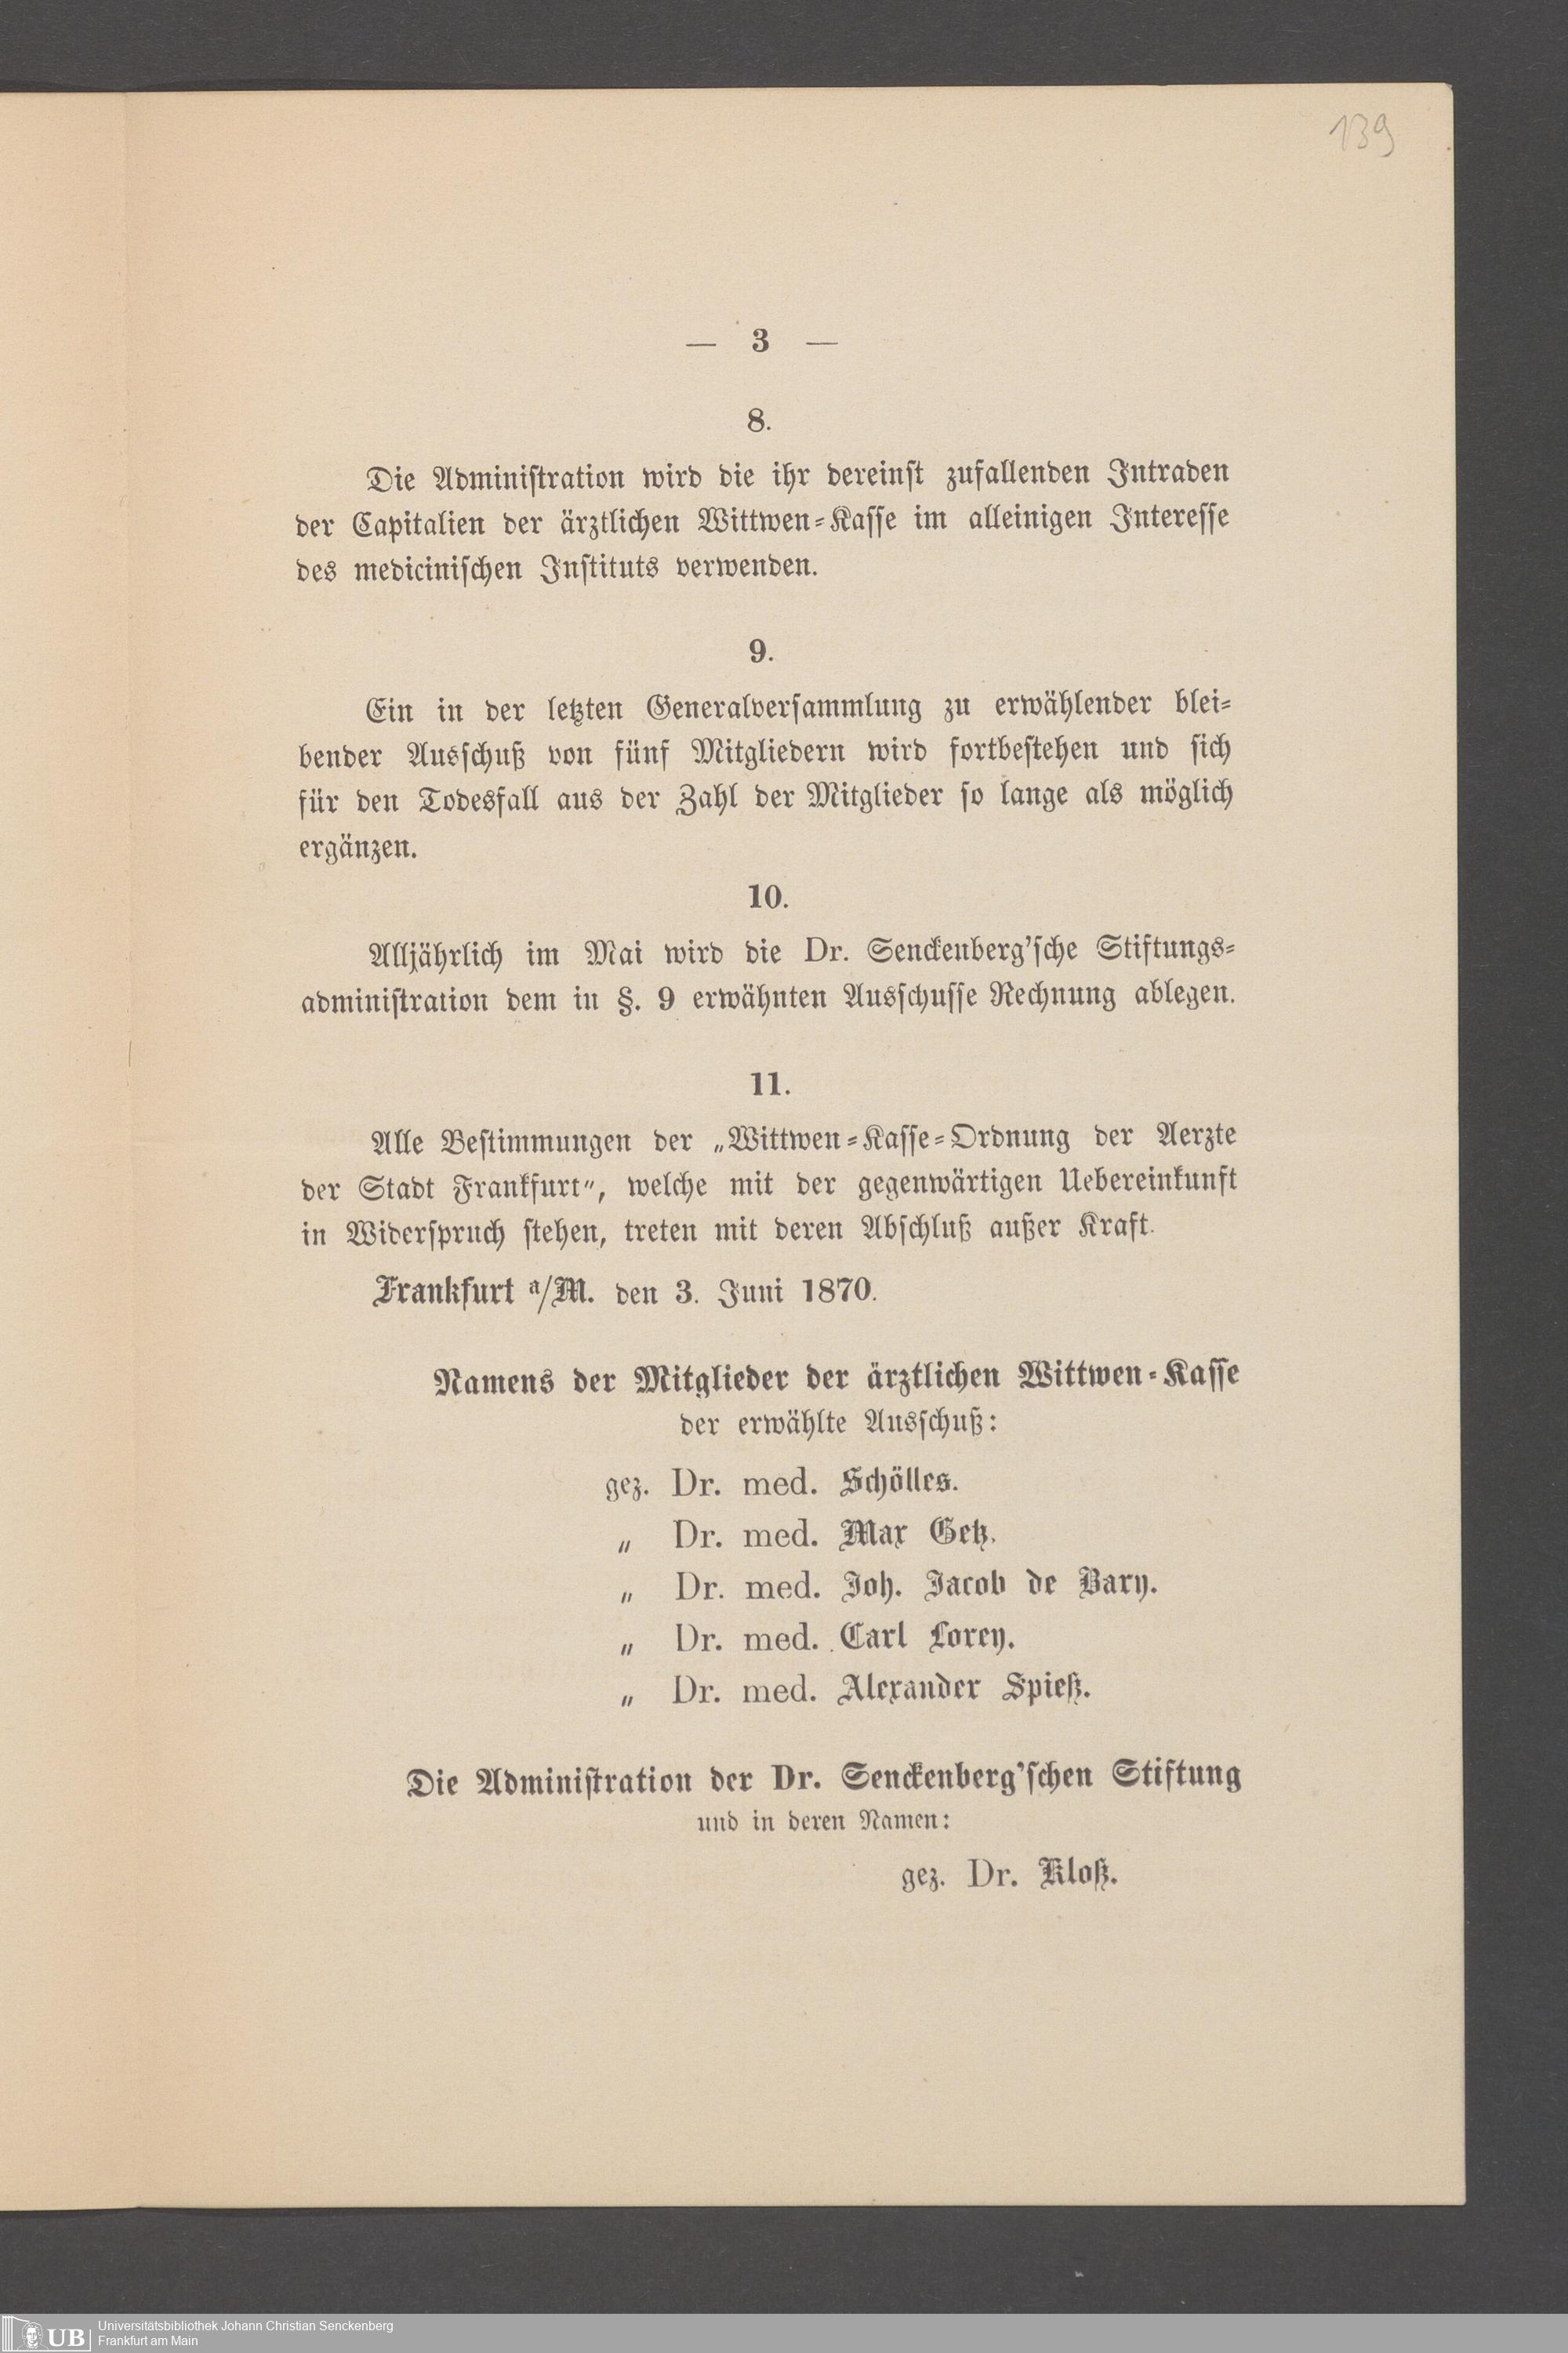 139
— 3 —
8.
Die Administration wird die ihr dereinst zufallenden Intraden
der Capitalien der ärztlichen Wittwen=Kasse im alleinigen Interesse
des medicinischen Instituts verwenden.
9.
Ein in der letzten Generalversammlung zu erwählender blei=
bender Ausschuß von fünf Mitgliedern wird fortbestehen und sich
für den Todesfall aus der Zahl der Mitglieder so lange als möglich
ergänzen.
10.
Alljährlich im Mai wird die Dr. Senckenberg'sche Stiftungs=
administration dem in §. 9 erwähnten Ausschusse Rechnung ablegen.
11.
Alle Bestimmungen der „Wittwen=Kasse=Ordnung der Aerzte
der Stadt Frankfurt", welche mit der gegenwärtigen Uebereinkunft
in Widerspruch stehen, treten mit deren Abschluß außer Kraft.
Frankfurt a/M. den 3. Juni 1870.
Namens der Mitglieder der ärztlichen Wittwen=Kasse
der erwählte Ausschuß:
gez. Dr. med. Schölles.
„ Dr. med. Max Getz.
„ Dr. med. Joh. Jacob de Bary.
„ Dr. med. Carl Lorey.
„ Dr. med. Alexander Spieß.
Die Administration der Dr. Senckenberg'schen Stiftung
und in deren Namen:
gez. Dr. Kloß.
UB
Universitätsbibliothek Johann Christian Senckenberg
Frankfurt am Main